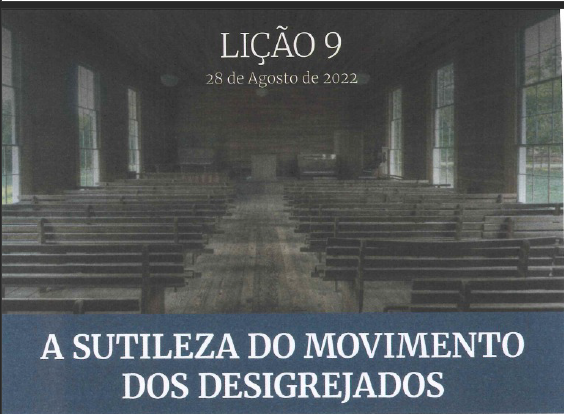 LIÇÃO 9
28 de Agosto de 2022
A SUTILEZA DO MOVIMENTO
DOS DESIGREJADOS